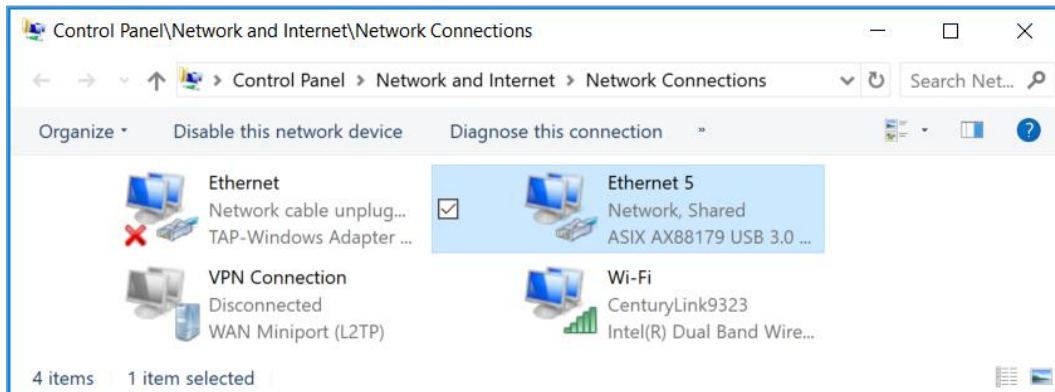 Control Panel\Network and Internet\Network Connections
Control Panel > Network and Internet > Network Connections
Search Net...
Organize
Disable this network device
Diagnose this connection
»
?
Ethernet
Network cable unplug...
TAP-Windows Adapter ...
Ethernet 5
Network, Shared
ASIX AX88179 USB 3.0 ...
VPN Connection
Disconnected
WAN Miniport (L2TP)
Wi-Fi
CenturyLink9323
Intel(R) Dual Band Wire...
4 items
1 item selected